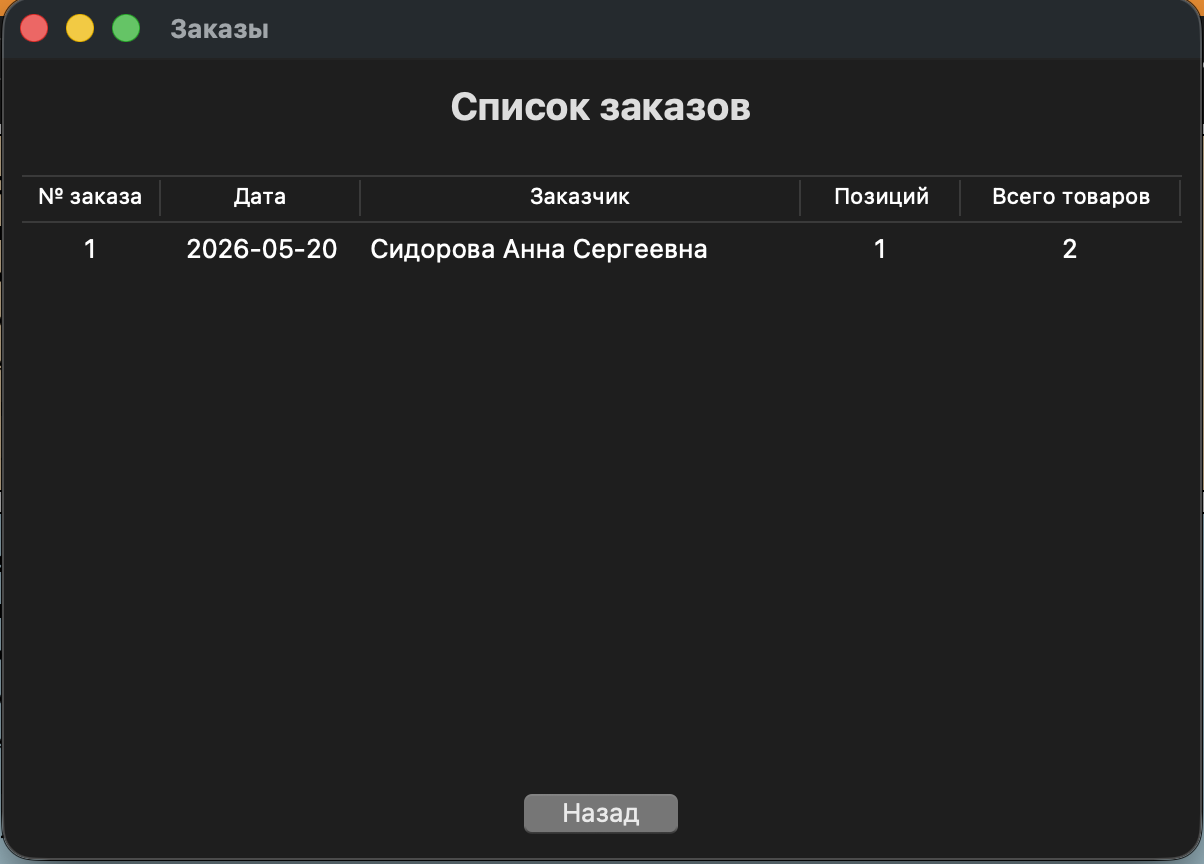 Заказы
Список заказов
№ заказа Дата Заказчик Позиций Всего товаров
1 2026-05-20 Сидорова Анна Сергеевна 1 2
Назад